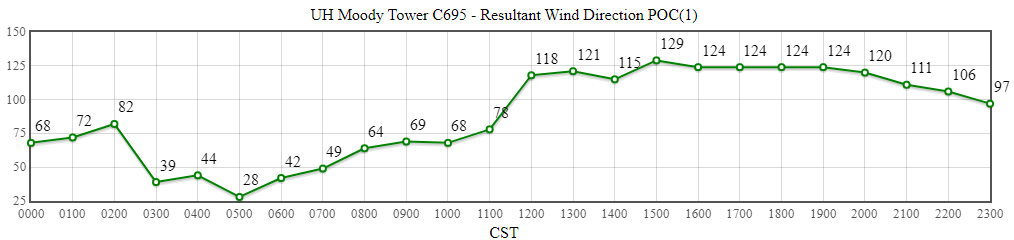 UH Moody Tower C695 - Resultant Wind Direction POC(1)
150
125
100
75
50
25
68 72 82 39 44 28 42 49 64 69 68 78 118 121 115 129 124 124 124 124 120 111 106 97
0000 0100 0200 0300 0400 0500 0600 0700 0800 0900 1000 1100 1200 1300 1400 1500 1600 1700 1800 1900 2000 2100 2200 2300
CST